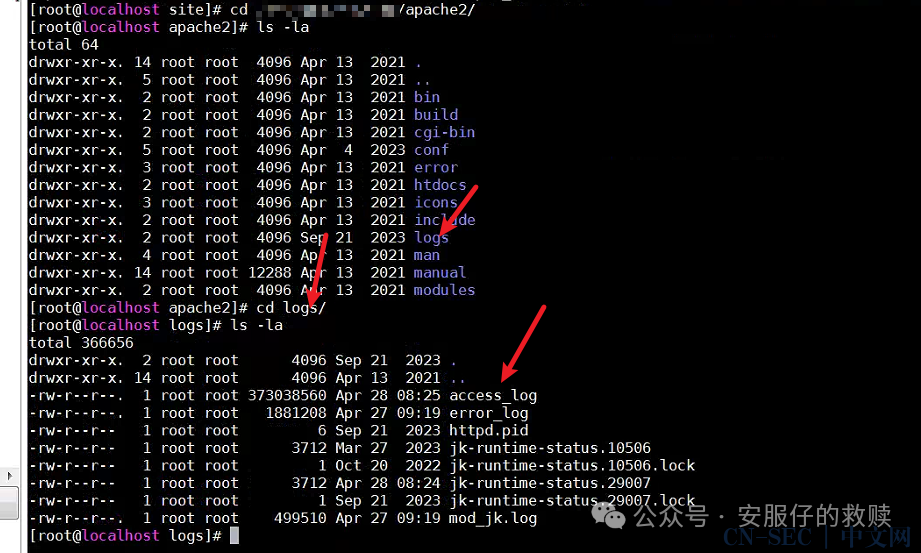 [root@localhost site]# cd /apache2/
[root@localhost apache2]# ls -la
total 64
drwxr-xr-x. 14 root root  4096 Apr 13  2021 .
drwxr-xr-x.  5 root root  4096 Apr 13  2021 ..
drwxr-xr-x.  2 root root  4096 Apr 13  2021 bin
drwxr-xr-x.  2 root root  4096 Apr 13  2021 build
drwxr-xr-x.  2 root root  4096 Apr 13  2021 cgi-bin
drwxr-xr-x.  5 root root  4096 Apr  4  2023 conf
drwxr-xr-x.  3 root root  4096 Apr 13  2021 error
drwxr-xr-x.  2 root root  4096 Apr 13  2021 htdocs
drwxr-xr-x.  3 root root  4096 Apr 13  2021 icons
drwxr-xr-x.  2 root root  4096 Apr 13  2021 include
drwxr-xr-x.  2 root root  4096 Sep 21  2023 logs
drwxr-xr-x.  4 root root  4096 Apr 13  2021 man
drwxr-xr-x. 14 root root 12288 Apr 13  2021 manual
drwxr-xr-x.  2 root root  4096 Apr 13  2021 modules
[root@localhost apache2]# cd logs/
[root@localhost logs]# ls -la
total 366656
drwxr-xr-x.  2 root root      4096 Sep 21  2023 .
drwxr-xr-x. 14 root root      4096 Apr 13  2021 ..
-rw-r--r--.  1 root root 373038560 Apr 28 08:25 access_log
-rw-r--r--.  1 root root   1881208 Apr 27 09:19 error_log
-rw-r--r--   1 root root         6 Sep 21  2023 httpd.pid
-rw-r--r--   1 root root      3712 Mar 27  2023 jk-runtime-status.10506
-rw-r--r--   1 root root         1 Oct 20  2022 jk-runtime-status.10506.lock
-rw-r--r--   1 root root      3712 Apr 28 08:24 jk-runtime-status.29007
-rw-r--r--   1 root root         1 Sep 21  2023 jk-runtime-status.29007.lock
-rw-r--r--.  1 root root    499510 Apr 27 09:19 mod_jk.log
[root@localhost logs]#
公众号 · 安服仔的救赎
CN-SEC | 中文网